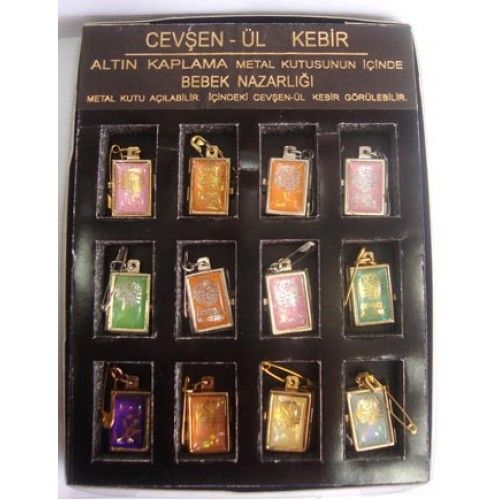 CEVŞEN - ÜL KEBİR
ALTIN KAPLAMA METAL KUTUSUNUN İÇİNDE
BEBEK NAZARLIĞI
METAL KUTU AÇILABİLİR. İÇİNDEKİ CEVŞEN-ÜL KEBİR GÖRÜLEBİLİR.